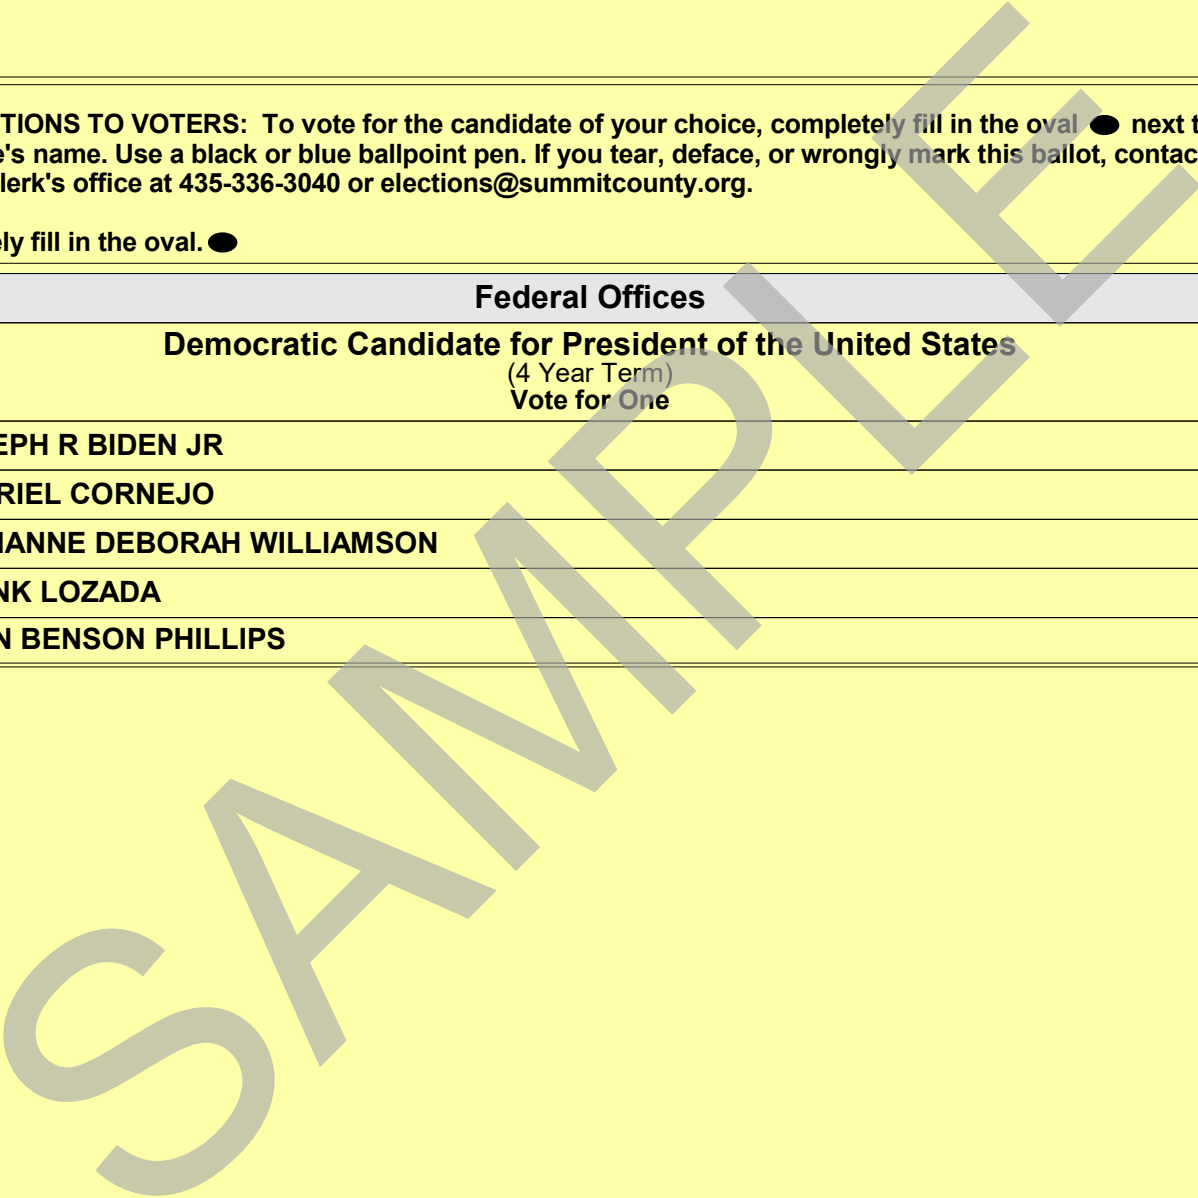 TIONS TO VOTERS: To vote for the candidate of your choice, completely fill in the oval next t
e's name. Use a black or blue ballpoint pen. If you tear, deface, or wrongly mark this ballot, contac
lerk's office at 435-336-3040 or elections@summitcounty.org.
ely fill in the oval.
Federal Offices
Democratic Candidate for President of the United States
(4 Year Term)
Vote for One
EPH R BIDEN JR
RIEL CORNEJO
IANNE DEBORAH WILLIAMSON
NK LOZADA
N BENSON PHILLIPS
SAMPLE